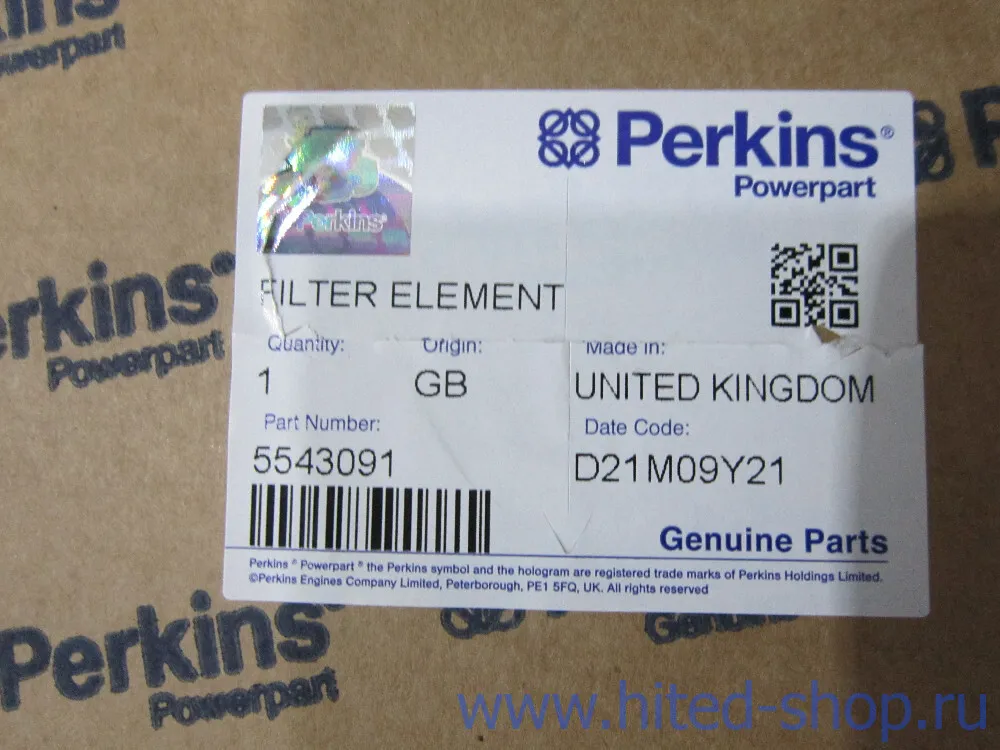 Perkins
Powerpart
Perkins
FILTER ELEMENT
Quantity: Origin: Made in:
1 GB UNITED KINGDOM
Part Number: Date Code:
5543091 D21M09Y21
Genuine Parts
Perkins® Powerpart® the Perkins symbol and the hologram are registered trade marks of Perkins Holdings Limited.
©Perkins Engines Company Limited, Peterborough, PE1 5FQ, UK. All rights reserved
Powerpart
Perkins
Powerpart
www.hited-shop.ru